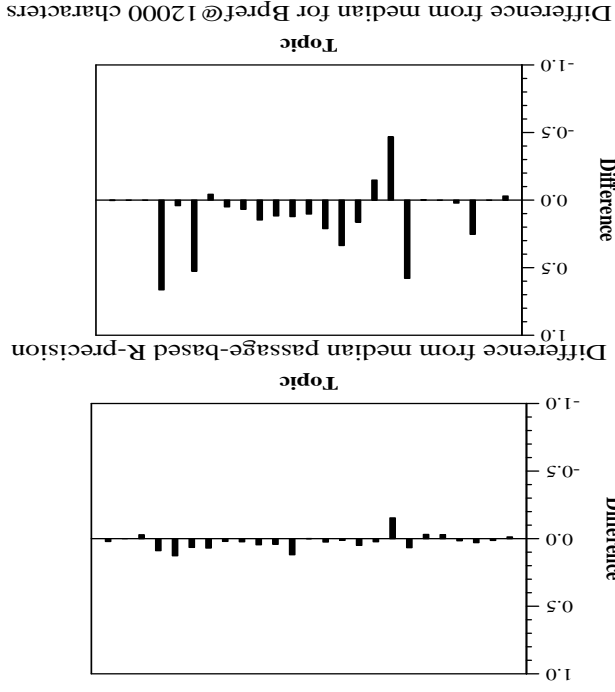 1.0
0.5
Difference
0.0
-0.5
-1.0
Topic
Difference from median passage-based R-precision
1.0
0.5
Difference
0.0
-0.5
-1.0
Topic
Difference from median for Bpref@12000 characters